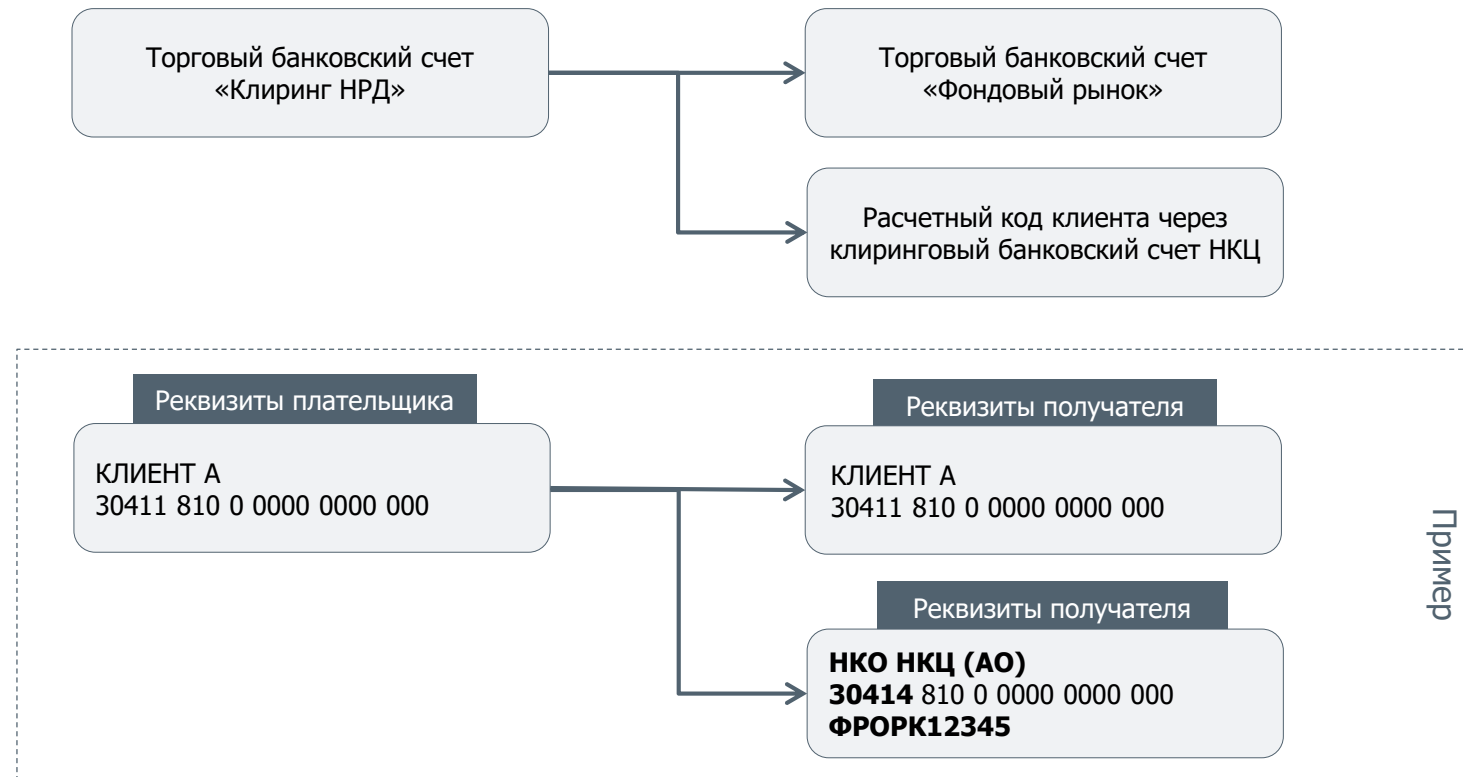 Торговый банковский счет
«Клиринг НРД»
Торговый банковский счет
«Фондовый рынок»
Расчетный код клиента через
клиринговый банковский счет НКЦ
Реквизиты плательщика
КЛИЕНТ А
30411 810 0 0000 0000 000
Реквизиты получателя
КЛИЕНТ А
30411 810 0 0000 0000 000
Реквизиты получателя
НКО НКЦ (АО)
30414 810 0 0000 0000 000
ФРОРК12345
Пример